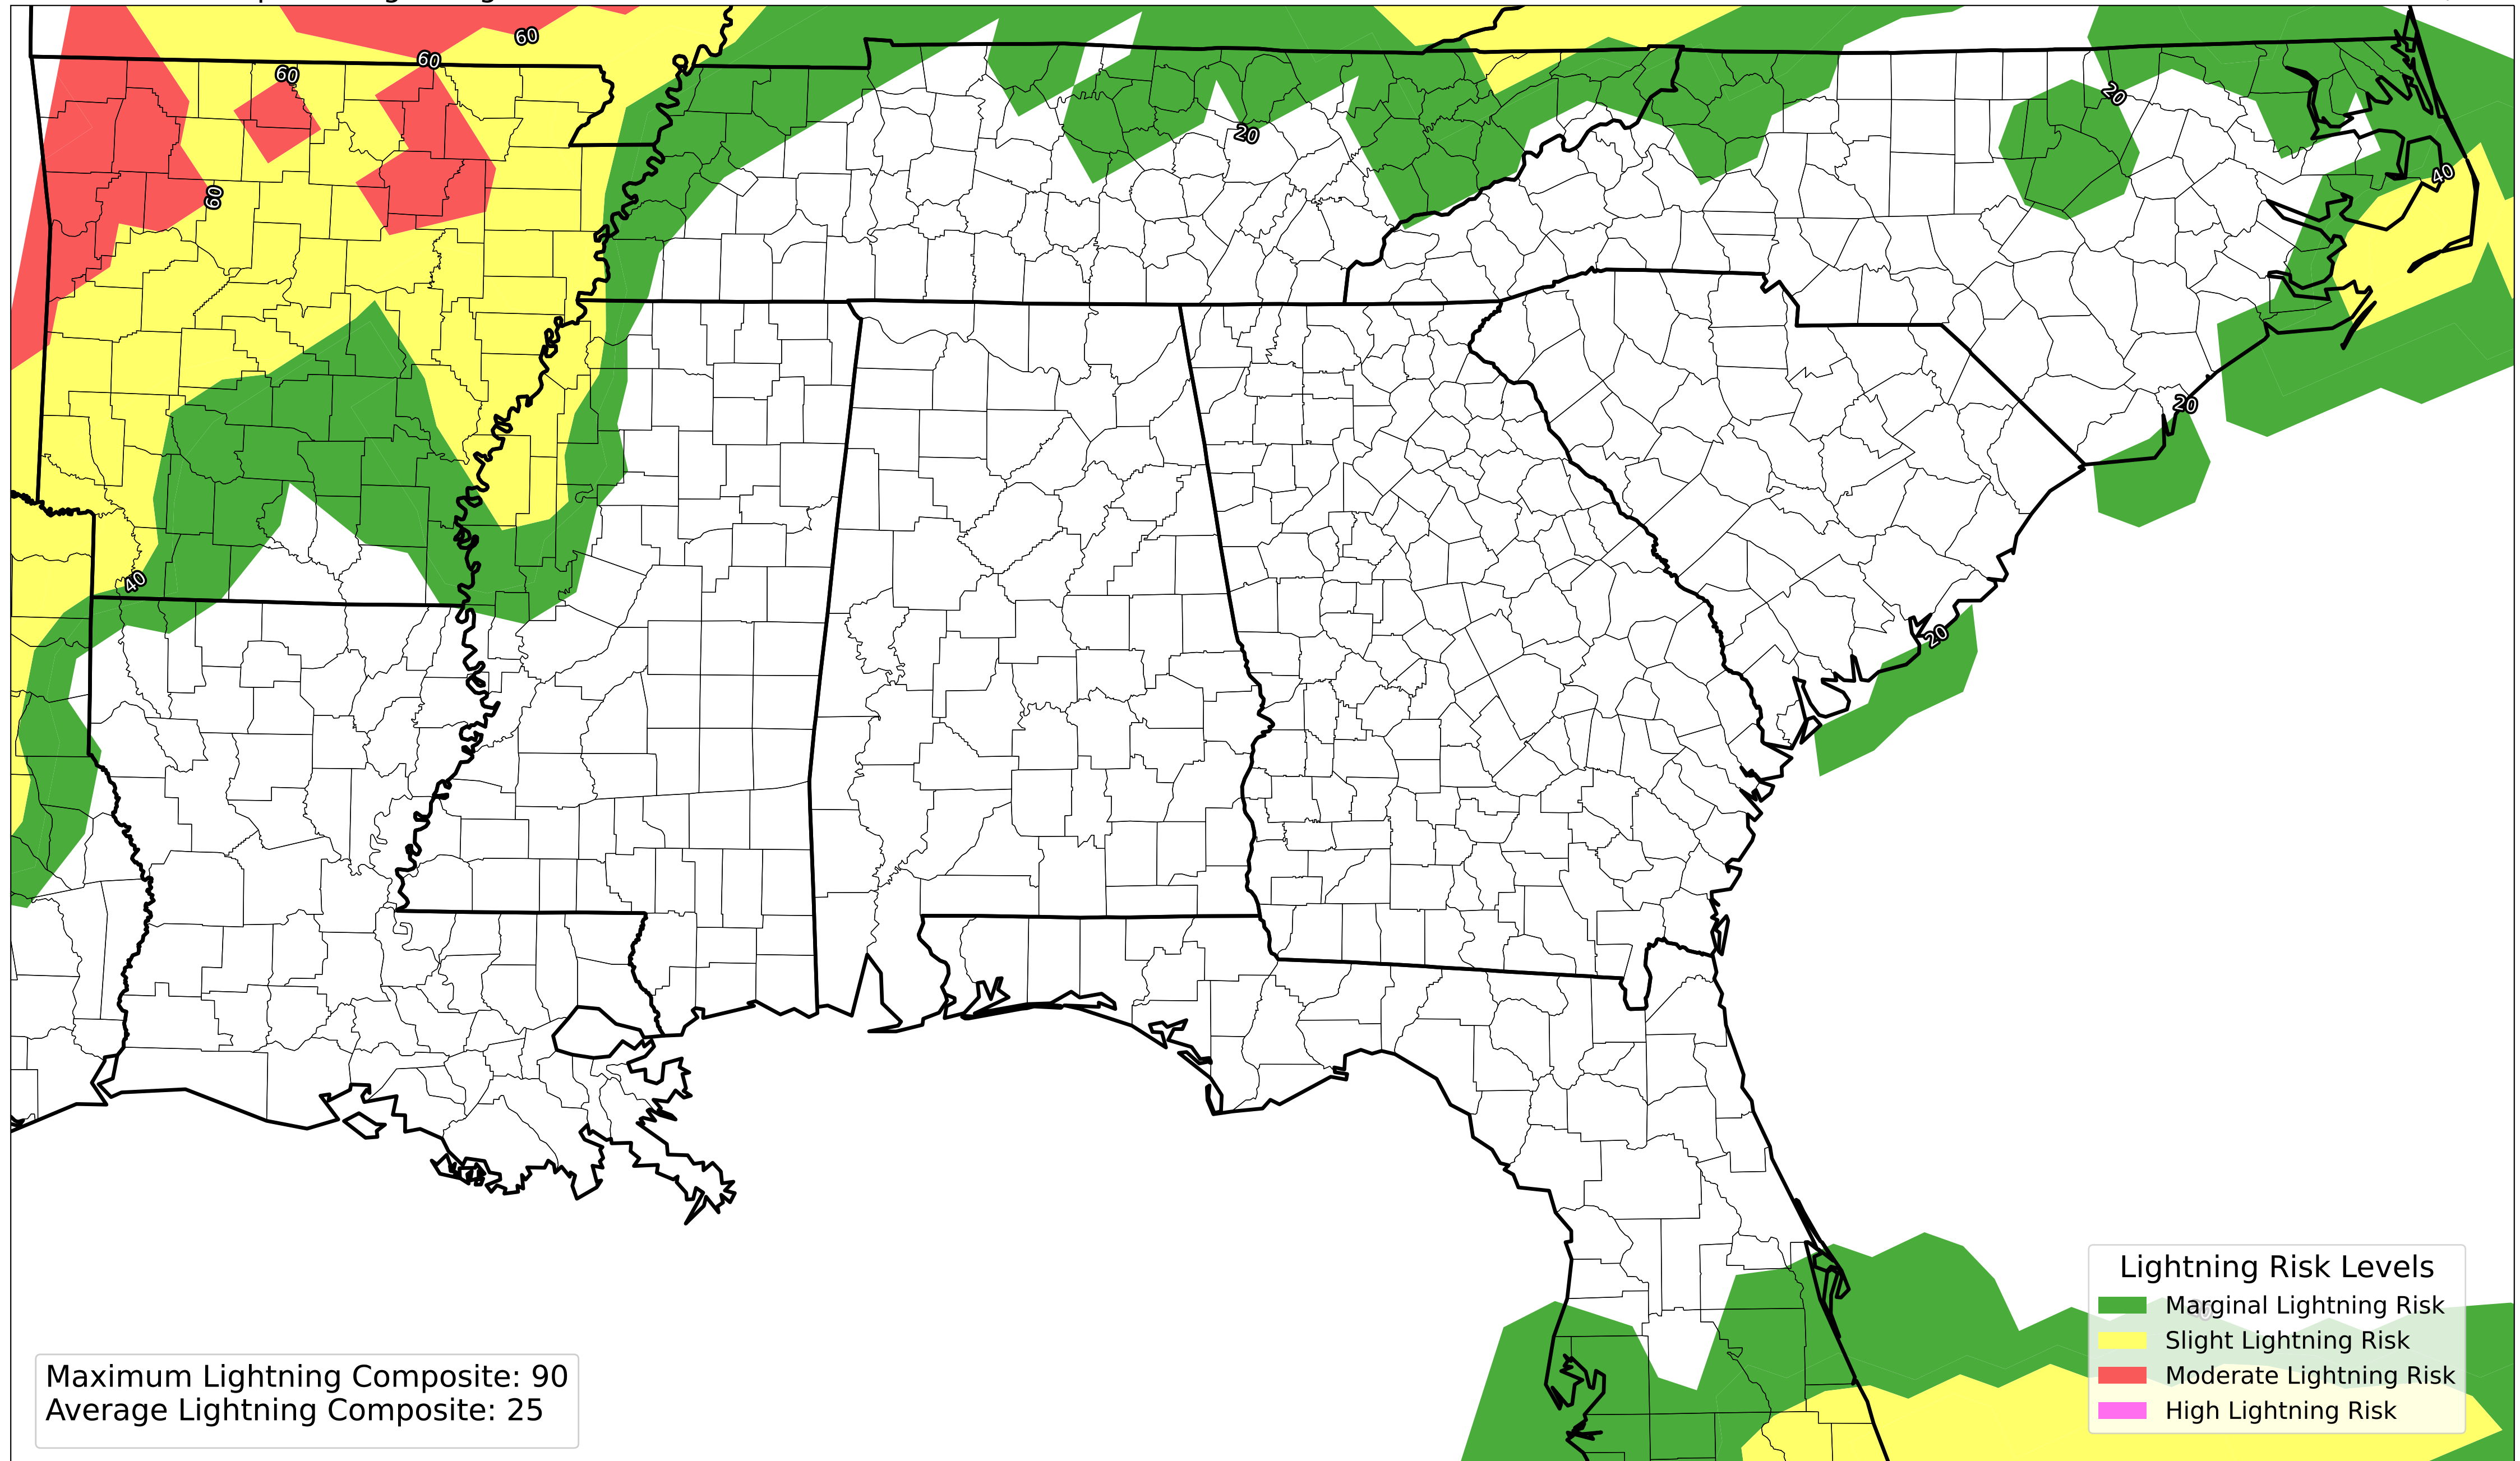 60
60
60
60
20
20
40
20
40
20
Lightning Risk Levels
Marginal Lightning Risk
Slight Lightning Risk
Moderate Lightning Risk
High Lightning Risk
Maximum Lightning Composite: 90
Average Lightning Composite: 25